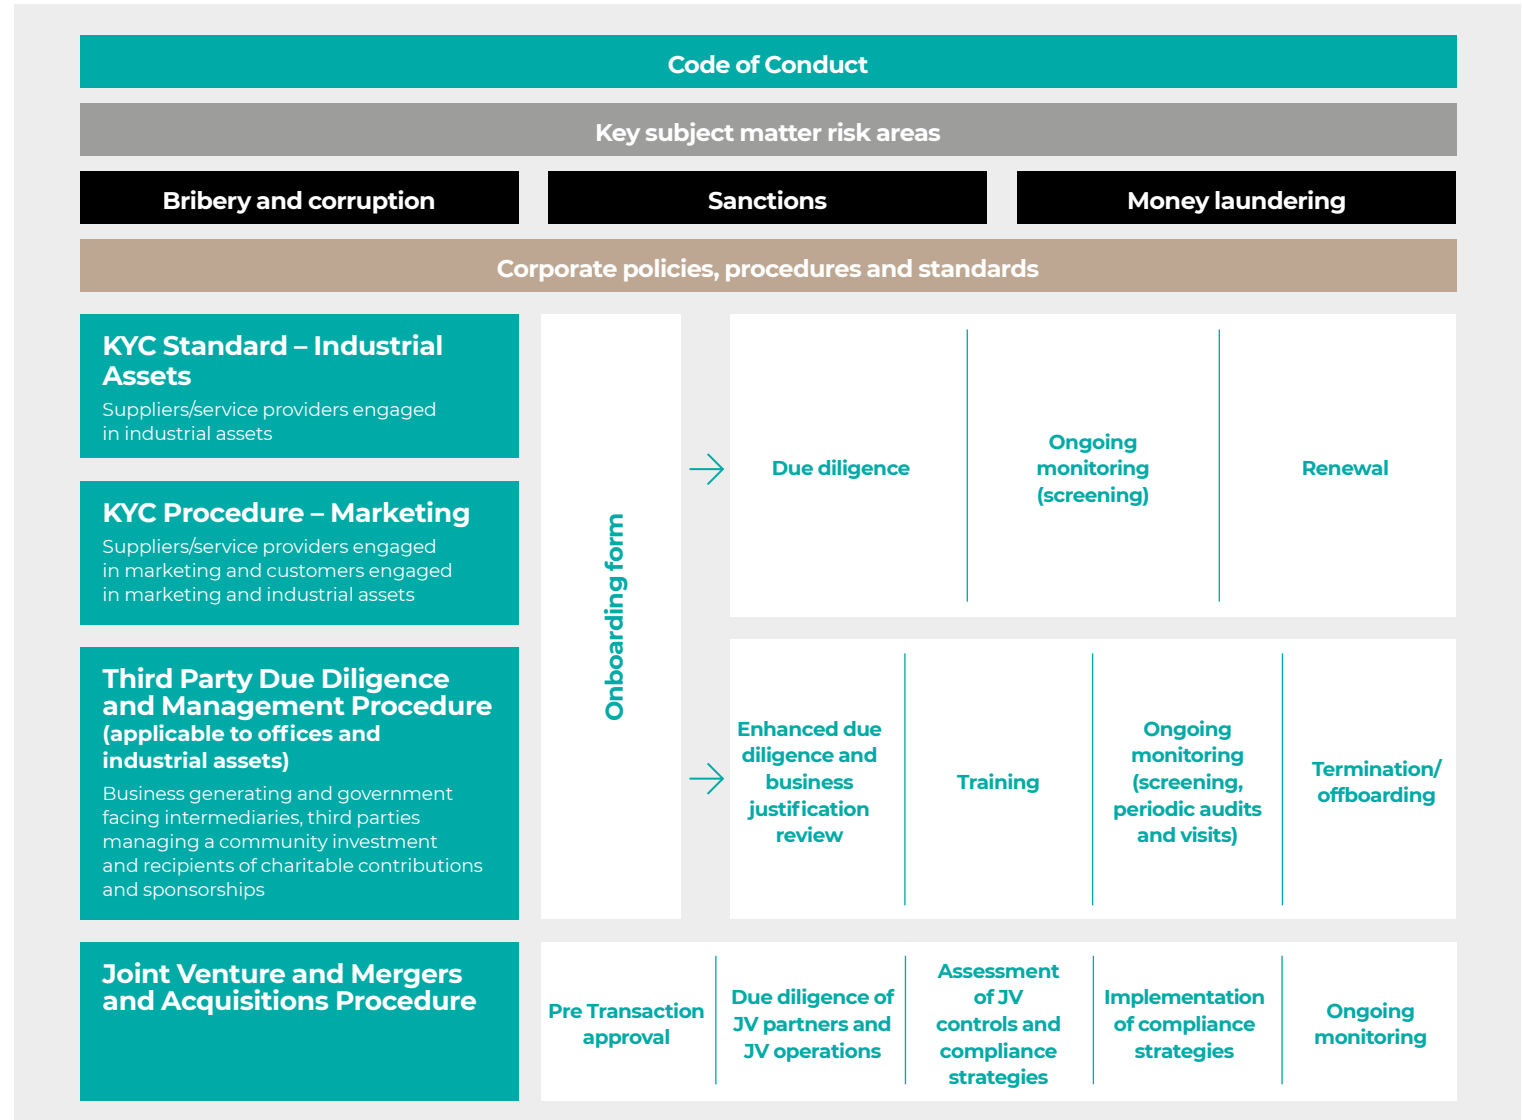 Code of Conduct
Key subject matter risk areas
Bribery and corruption
Sanctions
Money laundering
Corporate policies, procedures and standards
KYC Standard – Industrial
Assets
Suppliers/service providers engaged
in industrial assets
KYC Procedure – Marketing
Suppliers/service providers engaged
in marketing and customers engaged
in marketing and industrial assets
Third Party Due Diligence
and Management Procedure
(applicable to offices and
industrial assets)
Business generating and government
facing intermediaries, third parties
managing a community investment
and recipients of charitable contributions
and sponsorships
Onboarding form
Due diligence
Ongoing
monitoring
(screening)
Renewal
Enhanced due
diligence and
business
justification
review
Training
Ongoing
monitoring
(screening,
periodic audits
and visits)
Termination/
offboarding
Joint Venture and Mergers
and Acquisitions Procedure
Pre Transaction
approval
Due diligence of
JV partners and
JV operations
Assessment
of JV
controls and
compliance
strategies
Implementation
of compliance
strategies
Ongoing
monitoring